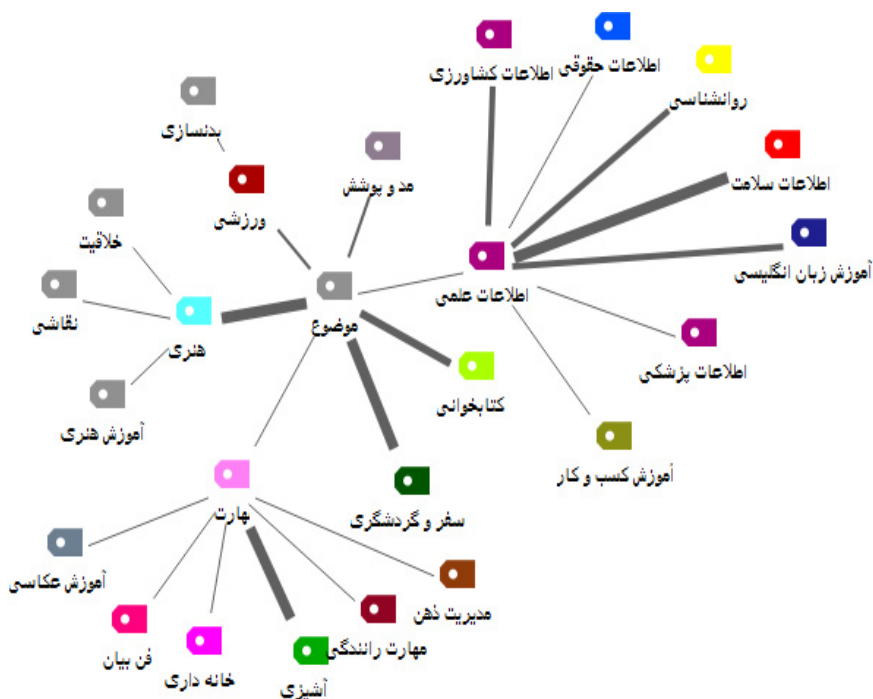 اطلاعات حقوقی
اطلاعات کشاورزی
روانشناسی
بدنسازی
مد و پوشش
اطلاعات سلامت
ورزشی
خلاقیت
آموزش زبان انگلیسی
اطلاعات علمی
نقاشی
موضوع
هنری
اطلاعات پزشکی
کتابخوانی
آموزش هنری
آموزش کسب و کار
مهارت
سفر و گردشگری
آموزش عکاسی
مدیریت ذهن
مهارت رانندگی
فن بیان
خانه داری
آشپزی